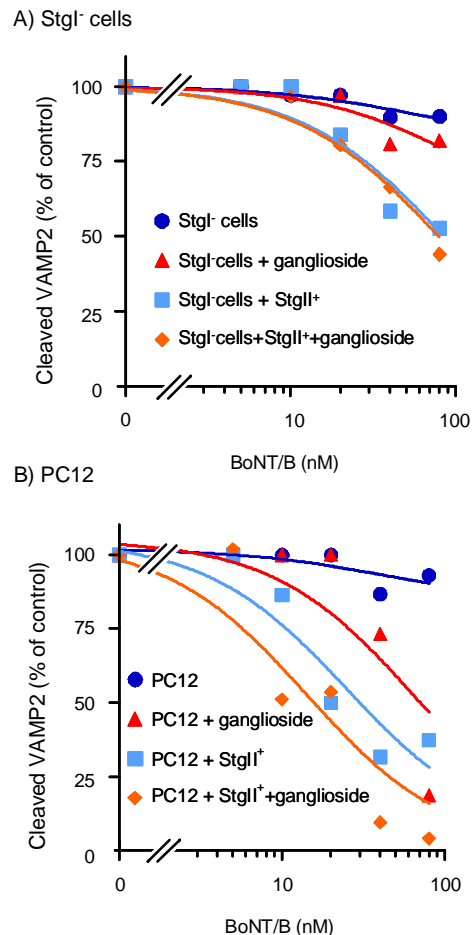 A) StgI⁻ cells
Cleaved VAMP2 (% of control)
100
75
50
25
0
StgI⁻ cells
StgI⁻cells + ganglioside
StgI⁻cells + StgII⁺
StgI⁻cells+StgII⁺+ganglioside
0
10
100
BoNT/B (nM)
B) PC12
Cleaved VAMP2 (% of control)
100
75
50
25
0
PC12
PC12 + ganglioside
PC12 + StgII⁺
PC12 + StgII⁺+ganglioside
0
10
100
BoNT/B (nM)